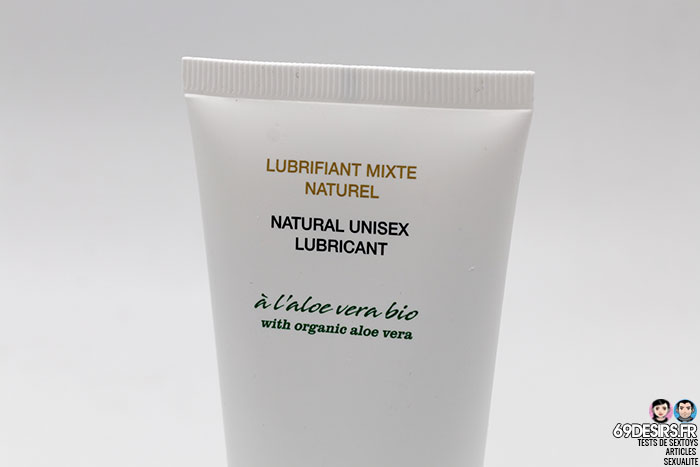 LUBRIFIANT MIXTE
NATUREL
NATURAL UNISEX
LUBRICANT
à l'aloe vera bio
with organic aloe vera
69DESIRS.FR
TESTS DE SEXTOYS
ARTICLES
SEXUALITE